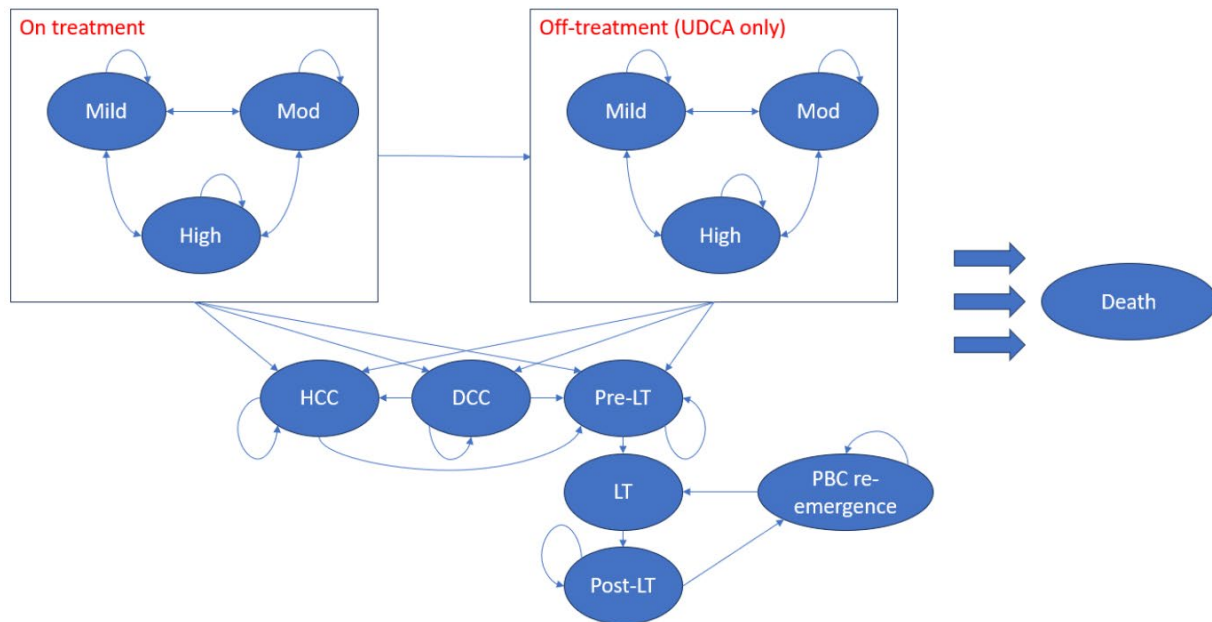 On treatment
Mild
Mod
High
Off-treatment (UDCA only)
Mild
Mod
High
Death
HCC
DCC
Pre-LT
LT
PBC re-
emergence
Post-LT